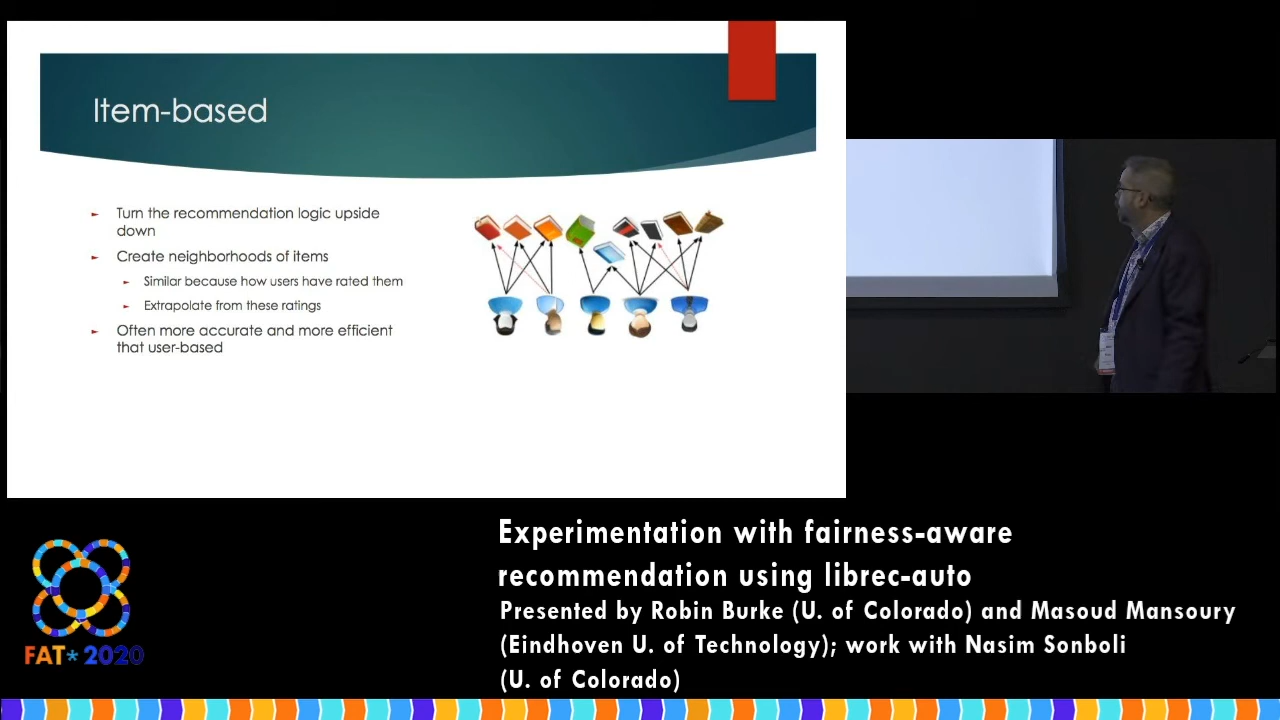 Item-based
Turn the recommendation logic upside
down
Create neighborhoods of items
Similar because how users have rated them
Extrapolate from these ratings
Often more accurate and more efficient
that user-based
Experimentation with fairness-aware
recommendation using librec-auto
Presented by Robin Burke (U. of Colorado) and Masoud Mansoury
(Eindhoven U. of Technology); work with Nasim Sonboli
(U. of Colorado)
FAT* 2020